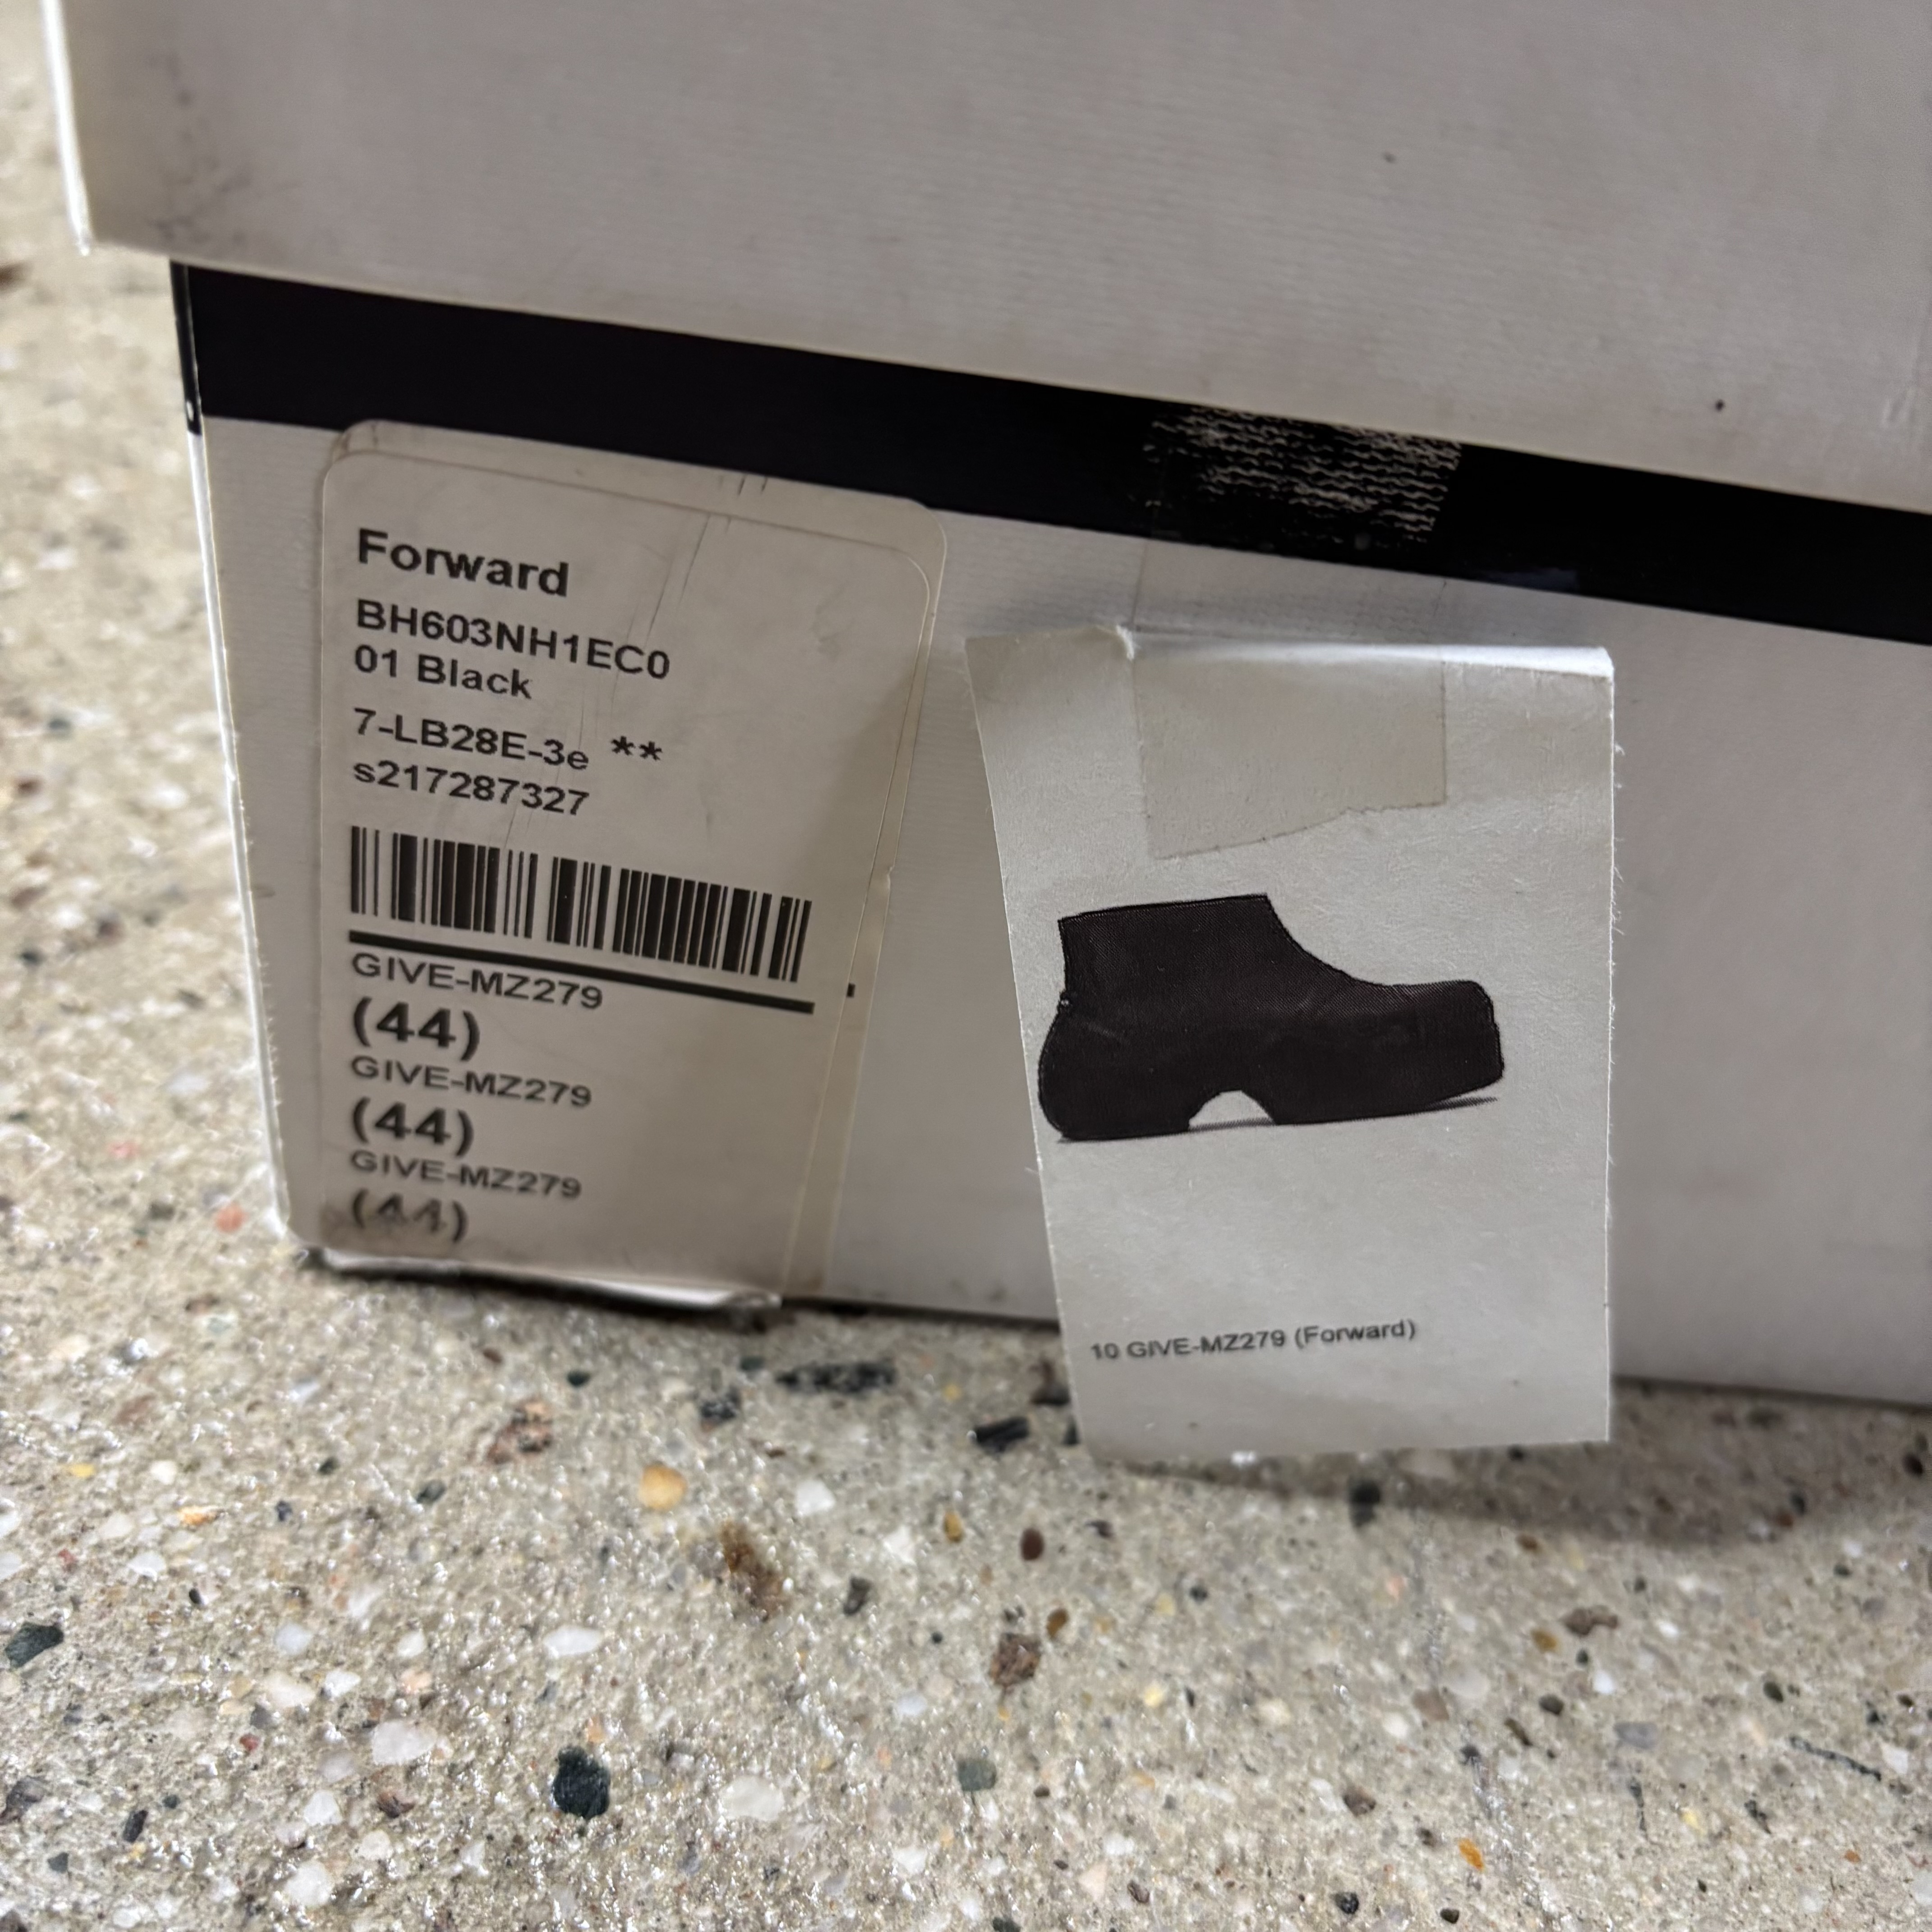 Forward
BH603NH1EC0
01 Black
7-LB28E-3e **
s217287327
GIVE-MZ279
(44)
GIVE-MZ279
(44)
GIVE-MZ279
(44)
10 GIVE-MZ279 (Forward)